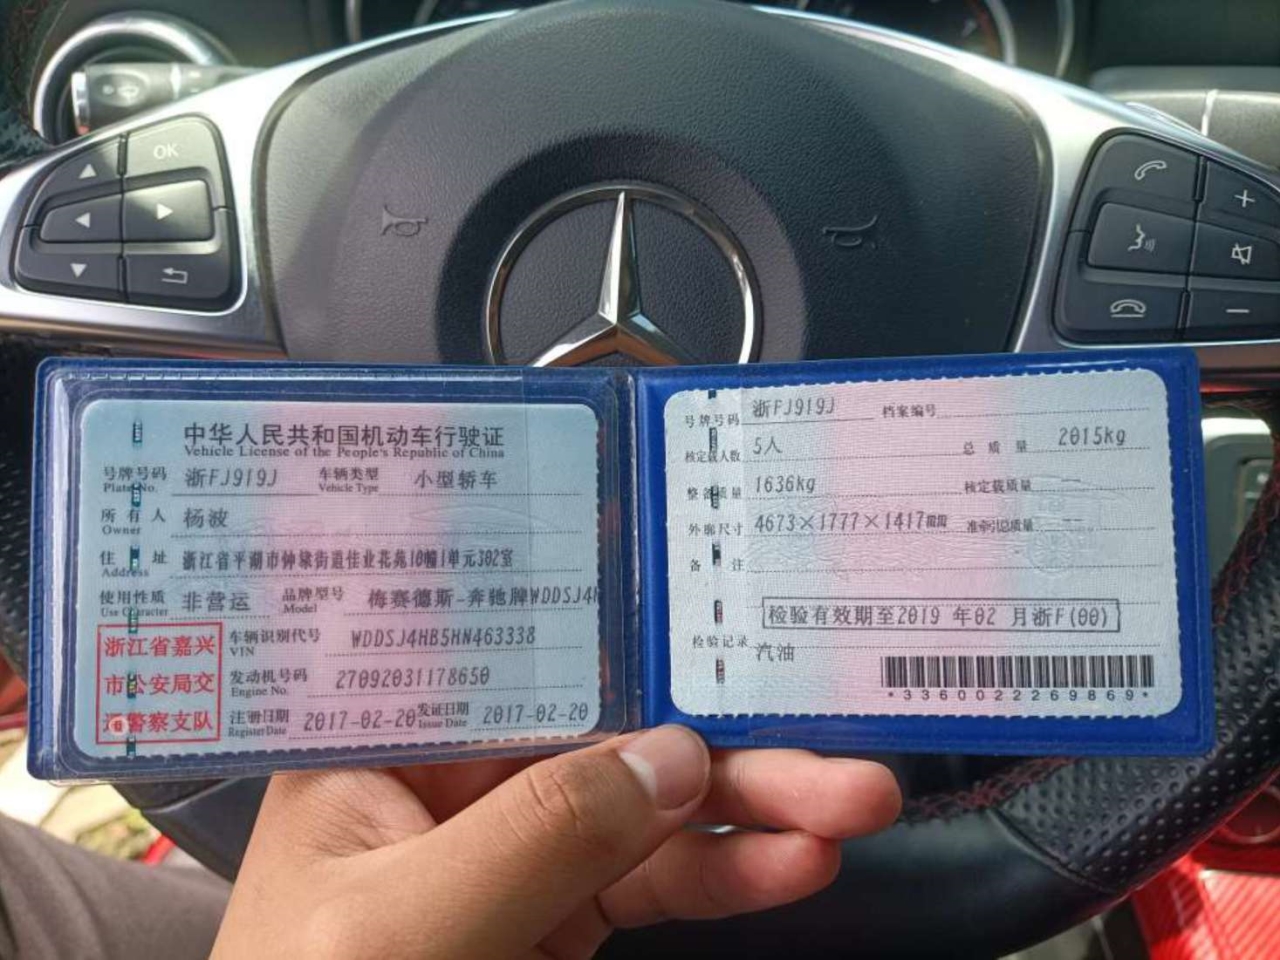 OK
中华人民共和国机动车行驶证
Vehicle License of the People's Republic of China
号牌号码 浙FJ919J 车辆类型 小型轿车
Plate No. Vehicle Type
所有人 杨波
Owner
住址 浙江省平湖市钟埭街道佳业花苑10幢1单元302室
Address
使用性质 非营运 品牌型号 梅赛德斯-奔驰牌WDDSJ4H
Use Character Model
浙江省嘉兴
市公安局交
通警察支队
车辆识别代号 WDDSJ4HB5HN463338
VIN
发动机号码 27092031178650
Engine No.
注册日期 2017-02-20 发证日期 2017-02-20
Register Date Issue Date
号牌号码 浙FJ919J 档案编号
核定载人数 5人 总质量 2015kg
整备质量 1636kg 核定载质量 --
外廓尺寸 4673×1777×1417mm 准牵引总质量 --
备注
检验有效期至2019 年02 月浙F(00)
检验记录 汽油
*3360022269869*